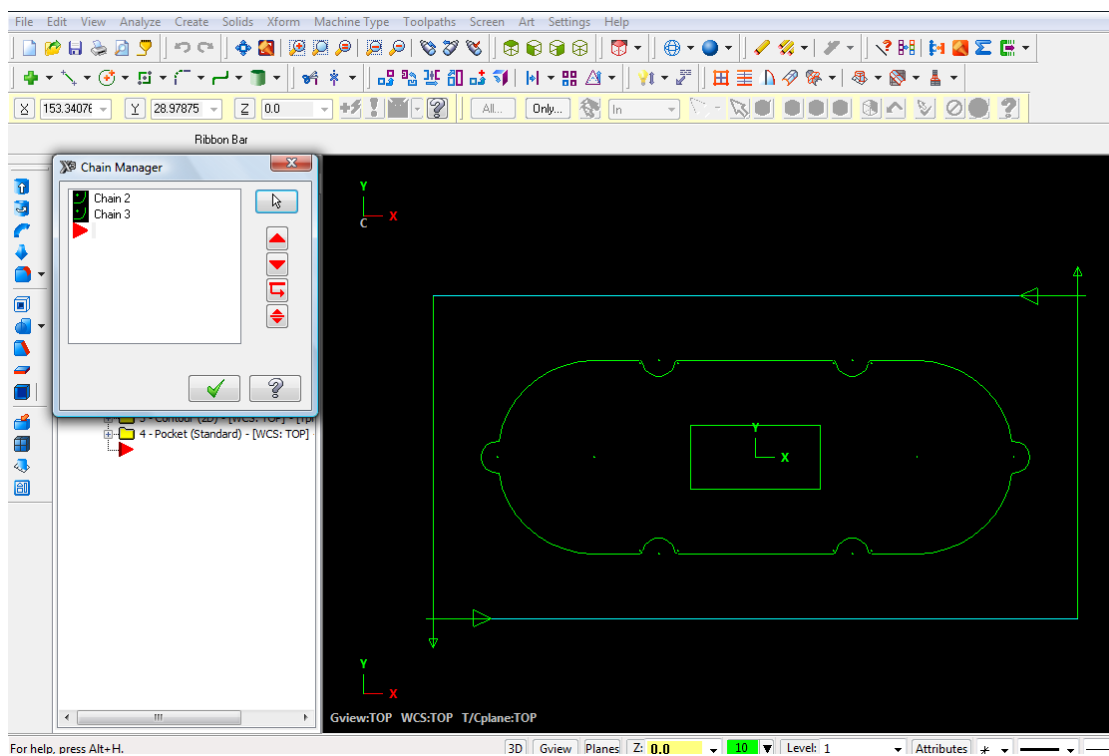 File Edit View Analyze Create Solids Xform Machine Type Toolpaths Screen Art Settings Help
X 153.34076 Y 28.97875 Z 0.0 All... Only... In
Ribbon Bar
Chain Manager
Chain 2
Chain 3
4 - Pocket (Standard) - [WCS: TOP]
Y
X
C
Y
X
Y
X
Gview:TOP WCS:TOP T/Cplane:TOP
For help, press Alt+H.
3D Gview Planes Z: 0.0 10 Level: 1 Attributes